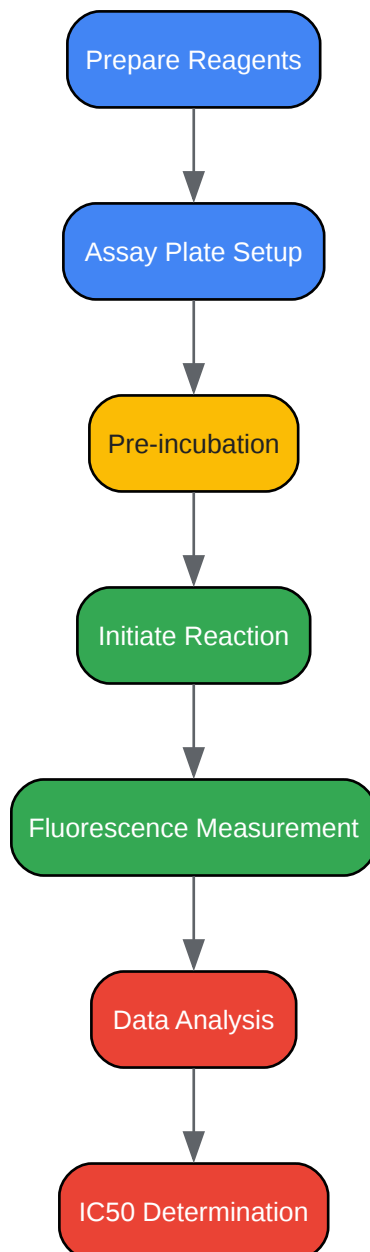 Prepare Reagents
Assay Plate Setup
Pre-incubation
Initiate Reaction
Fluorescence Measurement
Data Analysis
IC50 Determination